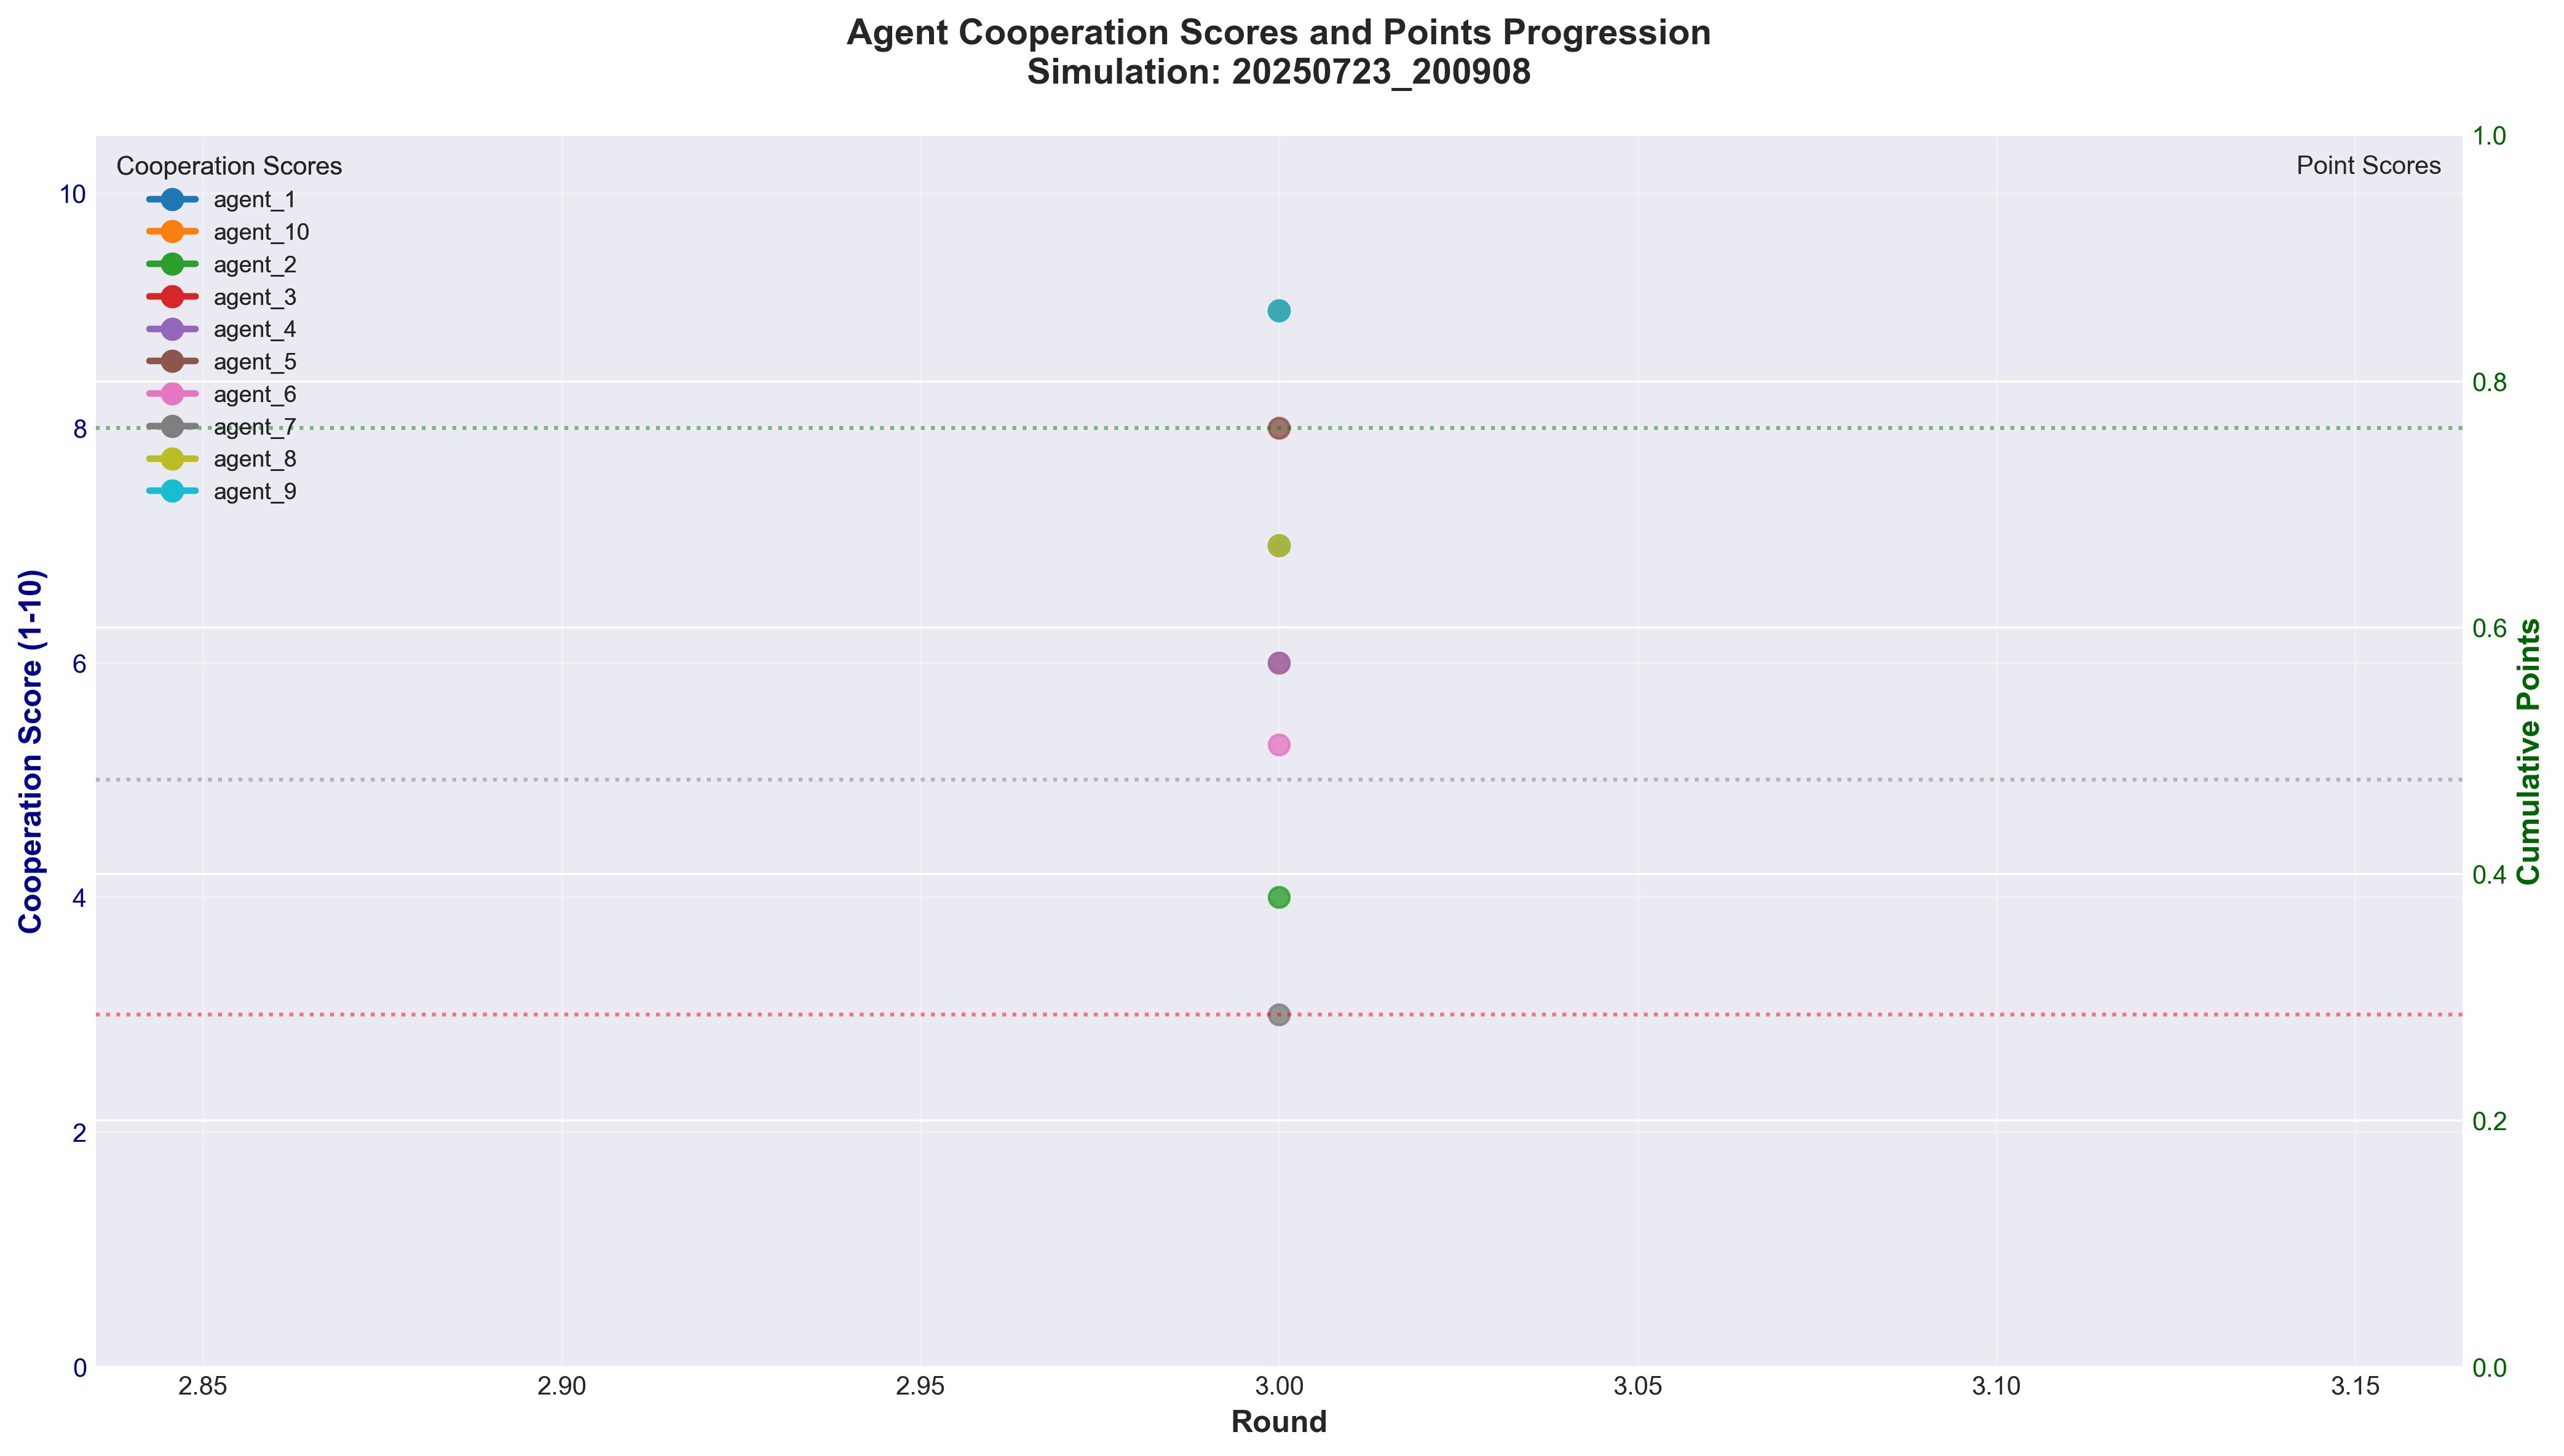 Agent Cooperation Scores and Points Progression
Simulation: 20250723_200908
Cooperation Scores
agent_1
agent_10
agent_2
agent_3
agent_4
agent_5
agent_6
agent_7
agent_8
agent_9
Point Scores
Cooperation Score (1-10)
10
8
6
4
2
0
1.0
0.8
0.6
0.4
0.2
0.0
Cumulative Points
2.85 2.90 2.95 3.00 3.05 3.10 3.15
Round